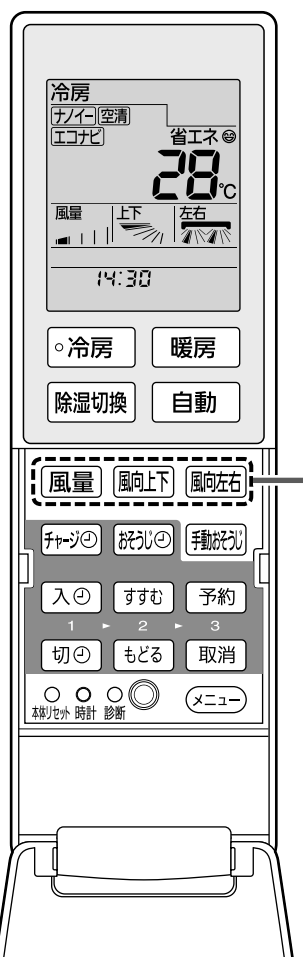 冷房
ナノイー 空清
エコナビ 省エネ
28℃
風量 上下 左右
14:30
冷房 暖房
除湿切換 自動
風量 風向上下 風向左右
チャージ おそうじ 手動おそうじ
入 すすむ 予約
1 ▸ 2 ▸ 3
切 もどる 取消
本体リセット 時計 診断 メニュー